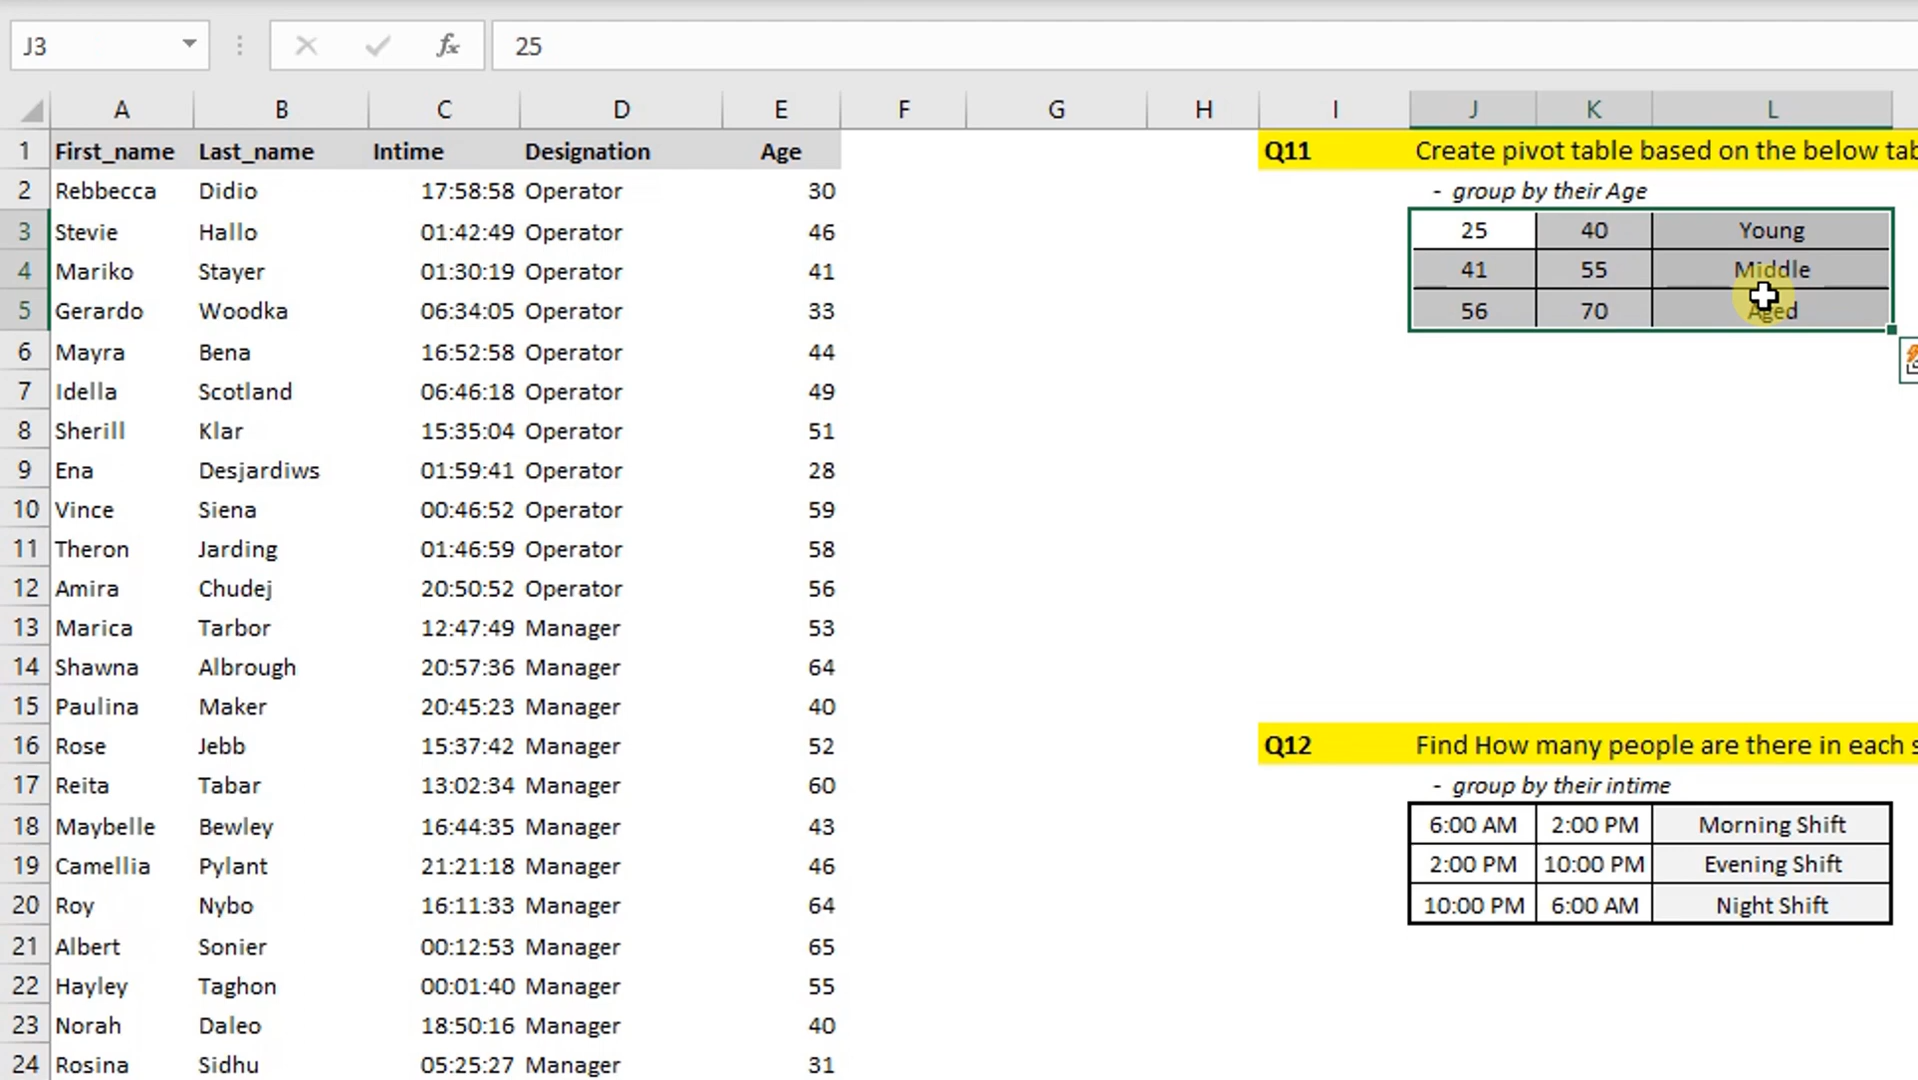 J3 fx 25
A B C D E F G H I J K L
1 First_name Last_name Intime Designation Age Q11 Create pivot table based on the below tab
2 Rebbecca Didio 17:58:58 Operator 30 - group by their Age
3 Stevie Hallo 01:42:49 Operator 46 25 40 Young
4 Mariko Stayer 01:30:19 Operator 41 41 55 Middle
5 Gerardo Woodka 06:34:05 Operator 33 56 70 Aged
6 Mayra Bena 16:52:58 Operator 44
7 Idella Scotland 06:46:18 Operator 49
8 Sherill Klar 15:35:04 Operator 51
9 Ena Desjardiws 01:59:41 Operator 28
10 Vince Siena 00:46:52 Operator 59
11 Theron Jarding 01:46:59 Operator 58
12 Amira Chudej 20:50:52 Operator 56
13 Marica Tarbor 12:47:49 Manager 53
14 Shawna Albrough 20:57:36 Manager 64
15 Paulina Maker 20:45:23 Manager 40
16 Rose Jebb 15:37:42 Manager 52 Q12 Find How many people are there in each s
17 Reita Tabar 13:02:34 Manager 60 - group by their intime
18 Maybelle Bewley 16:44:35 Manager 43 6:00 AM 2:00 PM Morning Shift
19 Camellia Pylant 21:21:18 Manager 46 2:00 PM 10:00 PM Evening Shift
20 Roy Nybo 16:11:33 Manager 64 10:00 PM 6:00 AM Night Shift
21 Albert Sonier 00:12:53 Manager 65
22 Hayley Taghon 00:01:40 Manager 55
23 Norah Daleo 18:50:16 Manager 40
24 Rosina Sidhu 05:25:27 Manager 31